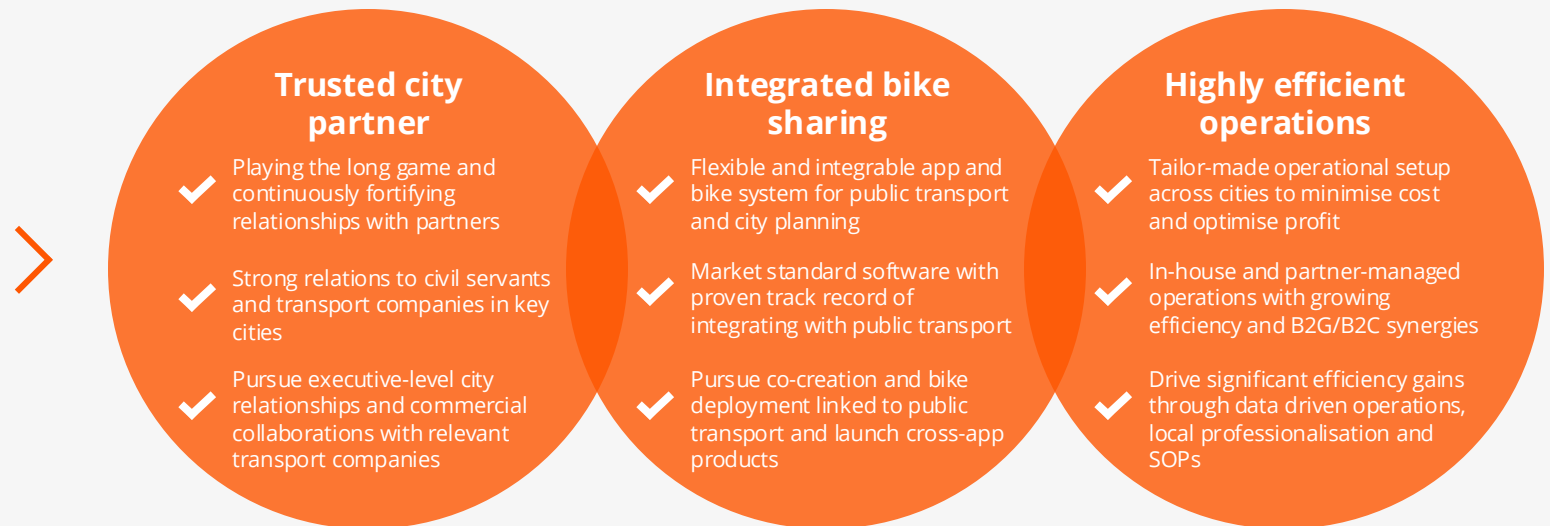 Trusted city
partner
Playing the long game and
continuously fortifying
relationships with partners
Strong relations to civil servants
and transport companies in key
cities
Pursue executive-level city
relationships and commercial
collaborations with relevant
transport companies
Integrated bike
sharing
Flexible and integrable app and
bike system for public transport
and city planning
Market standard software with
proven track record of
integrating with public transport
Pursue co-creation and bike
deployment linked to public
transport and launch cross-app
products
Highly efficient
operations
Tailor-made operational setup
across cities to minimise cost
and optimise profit
In-house and partner-managed
operations with growing
efficiency and B2G/B2C synergies
Drive significant efficiency gains
through data driven operations,
local professionalisation and
SOPs